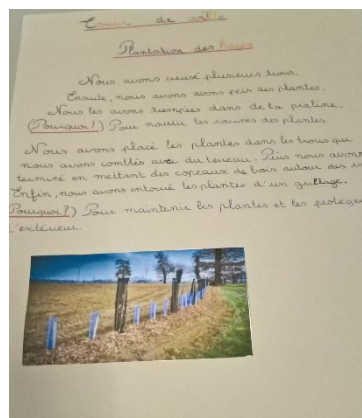 Cour de
Plantation des haies
Nous avons creusé plusieurs trous.
Ensuite, nous avons avons pris des plantes.
Nous les avons trempées dans de la praline.
(Pourquoi?) Pour nourrir les racines des plantes.
Nous avons placé les plantes dans les trous que
nous avons comblés avec du terreau. Puis nous avons
terminé en mettant des copeaux de bois autour des
Enfin, nous avons entouré les plantes d'un grillage.
Pourquoi?) Pour maintenir les plantes et les protéger
l'extérieur.